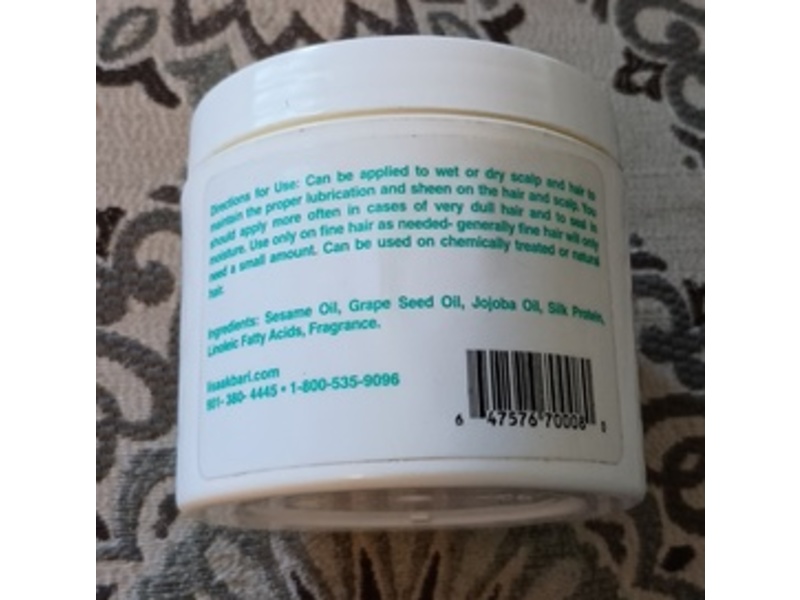 Directions for Use: Can be applied to wet or dry scalp and hair to
maintain the proper lubrication and sheen on the hair and scalp. You
should apply more often in cases of very dull hair and to seal in
moisture. Use only on fine hair as needed- generally fine hair will only
need a small amount. Can be used on chemically treated or natural
hair.
Ingredients: Sesame Oil, Grape Seed Oil, Jojoba Oil, Silk Protein,
Linoleic Fatty Acids, Fragrance.
lisaakbari.com
901- 380- 4445 • 1-800-535-9096
6 47576 70008 0